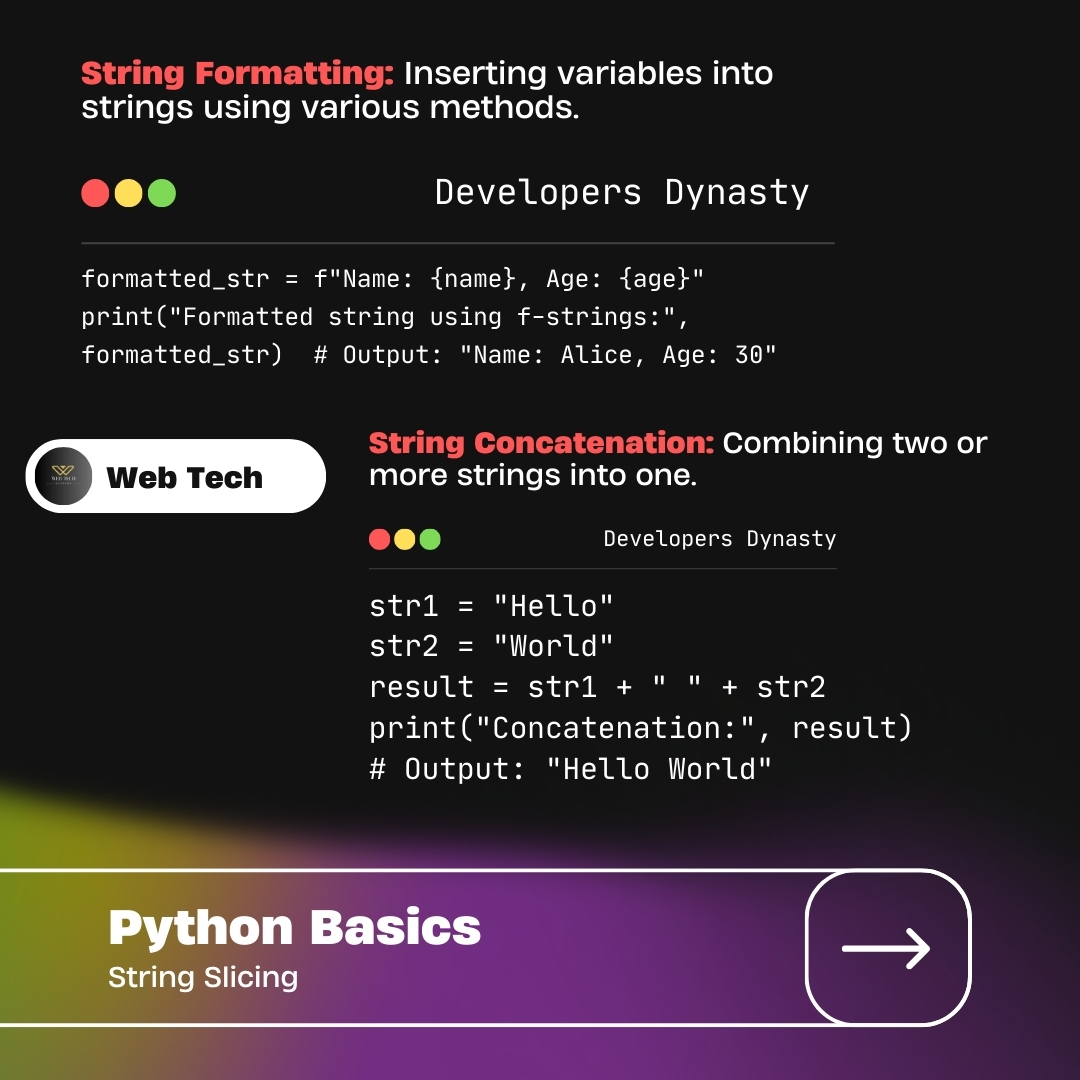 String Formatting: Inserting variables into
strings using various methods.
Developers Dynasty
formatted_str = f"Name: {name}, Age: {age}"
print("Formatted string using f-strings:",
formatted_str)  # Output: "Name: Alice, Age: 30"
Web Tech
WEB TECH
String Concatenation: Combining two or
more strings into one.
Developers Dynasty
str1 = "Hello"
str2 = "World"
result = str1 + " " + str2
print("Concatenation:", result)
# Output: "Hello World"
Python Basics
String Slicing